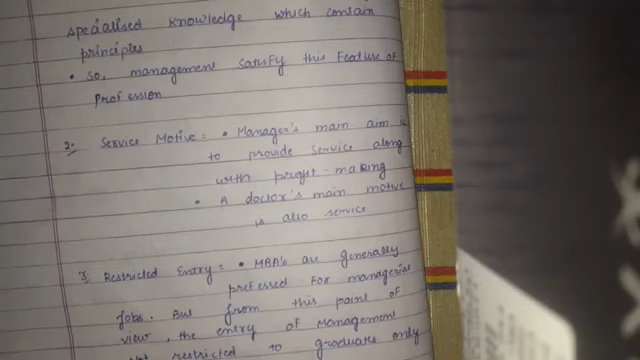 specialised knowledge which contain
principles
• So, management satisfy this feature of
Profession
2. Service Motive = • Manager's main aim is
to provide service along
with profit-making
• A doctor's main motive
is also service
3. Restricted Entry = • MBA's are generally
preferred for managerial
jobs. But from this point of
view, the entry of management
not restricted to graduates only